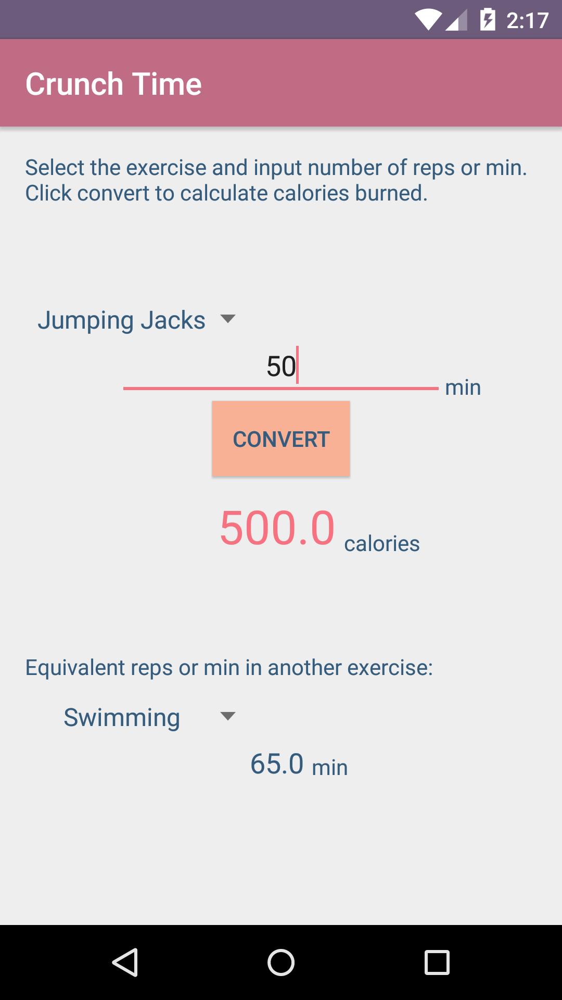 2:17
Crunch Time
Select the exercise and input number of reps or min.
Click convert to calculate calories burned.
Jumping Jacks
50
min
CONVERT
500.0 calories
Equivalent reps or min in another exercise:
Swimming
65.0 min